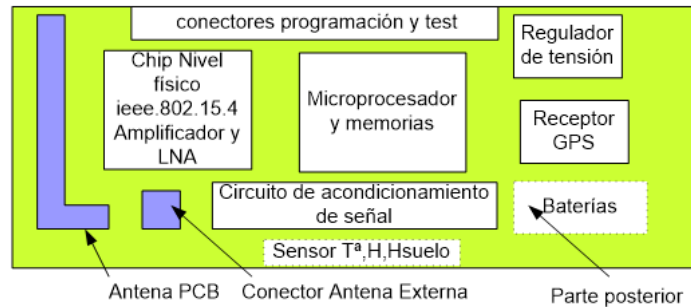 conectores programación y test
Regulador
de tensión
Chip Nivel
físico
ieee.802.15.4
Amplificador y
LNA
Microprocesador
y memorias
Receptor
GPS
Circuito de acondicionamiento
de señal
Baterías
Sensor Tª,H,Hsuelo
Antena PCB
Conector Antena Externa
Parte posterior